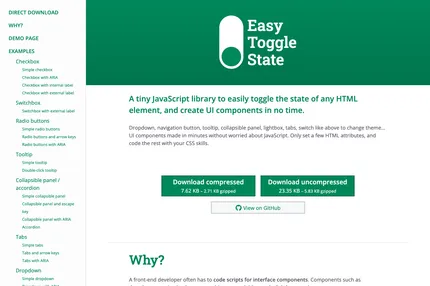 DIRECT DOWNLOAD
WHY?
DEMO PAGE
EXAMPLES
Checkbox
Simple checkbox
Checkbox with ARIA
Checkbox with internal label
Checkbox with external label
Switchbox
Switchbox with external label
Radio buttons
Simple radio buttons
Radio buttons and arrow keys
Radio buttons with ARIA
Tooltip
Simple tooltip
Double-click tooltip
Collapsible panel /
accordion
Simple collapsible panel
Collapsible panel and escape
key
Collapsible panel with ARIA
Accordion
Tabs
Simple tabs
Tabs and arrow keys
Tabs with ARIA
Dropdown
Simple dropdown
Easy
Toggle
State
A tiny JavaScript library to easily toggle the state of any HTML
element, and create UI components in no time.
Dropdown, navigation button, tooltip, collapsible panel, lightbox, tabs, switch like above to change theme...
UI components made in minutes without worried about JavaScript. Only set a few HTML attributes, and
code the rest with your CSS skills.
Download compressed
7.62 KB – 2.71 KB gzipped
Download uncompressed
23.35 KB – 5.83 KB gzipped
View on GitHub
Why?
A front-end developer often has to code scripts for interface components. Components such as